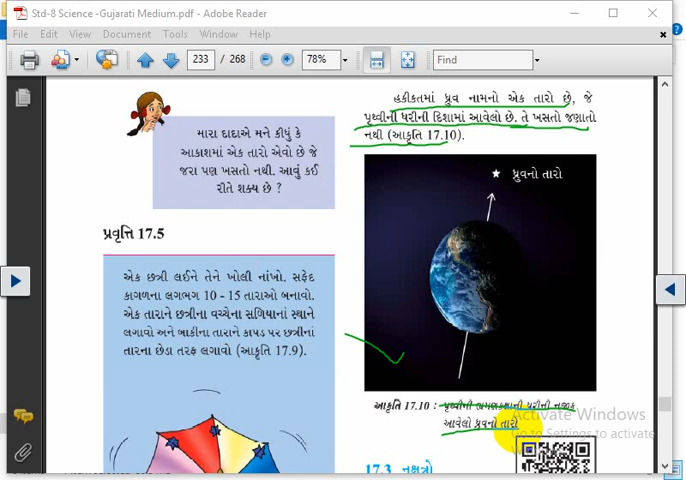 Std-8 Science -Gujarati Medium.pdf - Adobe Reader
File Edit View Document Tools Window Help
233 / 268 78% Find
મારા દાદાએ મને કીધું કે
આકાશમાં એક તારો એવો છે જે
જરા પણ ખસતો નથી. આવું કઈ
રીતે શક્ય છે ?
પ્રવૃત્તિ 17.5
એક છત્રી લઈને તેને ખોલી નાંખો. સફેદ
કાગળના લગભગ 10 - 15 તારાઓ બનાવો.
એક તારાને છત્રીના વચ્ચેના સળિયાનાં સ્થાને
લગાવો અને બાકીના તારાને કાપડ પર છત્રીનાં
તારના છેડા તરફ લગાવો (આકૃતિ 17.9).
હકીકતમાં ધ્રુવ નામનો એક તારો છે, જે
પૃથ્વીની ધરીની દિશામાં આવેલો છે. તે ખસતો જણાતો
નથી (આકૃતિ 17.10).
ધ્રુવનો તારો
આકૃતિ 17.10 : પૃથ્વીની ભ્રમણકક્ષાની ધરીની નજીક
આવેલો ધ્રુવનો તારો
Activate Windows
Go to Settings to activate
17.3 નક્ષત્રો